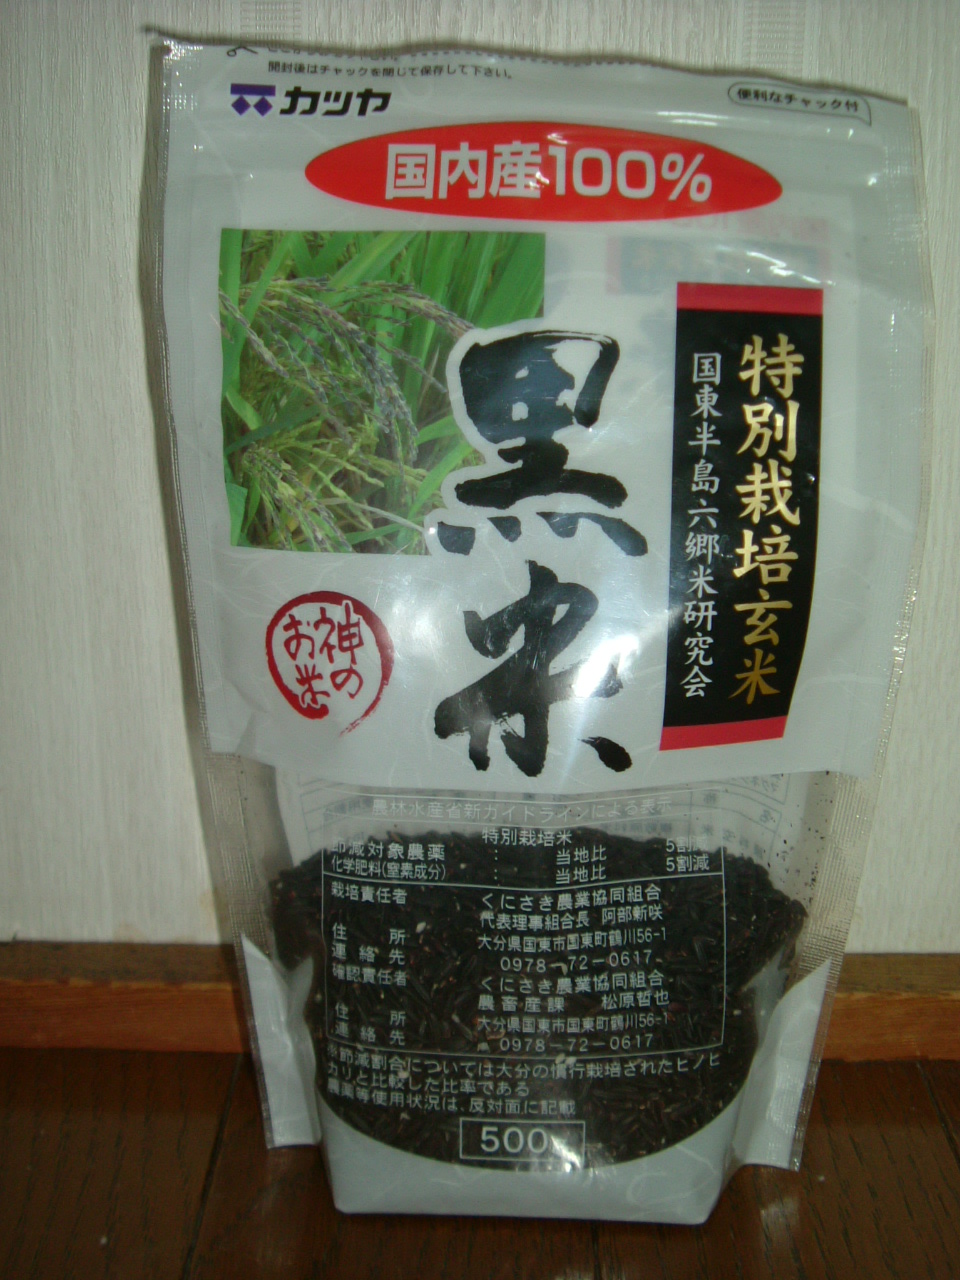 開封後はチャックを閉じて保存して下さい。
カツヤ
便利なチャック付
国内産100%
黒米
特別栽培玄米
国東半島六郷米研究会
神の
お米
農林水産省新ガイドラインによる表示
特別栽培米
節減対象農薬 : 当地比 5割減
化学肥料(窒素成分) : 当地比 5割減
栽培責任者 くにさき農業協同組合
代表理事組合長 阿部新咲
住所 大分県国東市国東町鶴川56-1
連絡先 0978-72-0617
確認責任者 くにさき農業協同組合
農畜産課 松原哲也
住所 大分県国東市国東町鶴川56-1
連絡先 0978-72-0617
※節減割合については大分の慣行栽培されたヒノヒ
カリと比較した比率である
農薬等使用状況は、反対面に記載
500